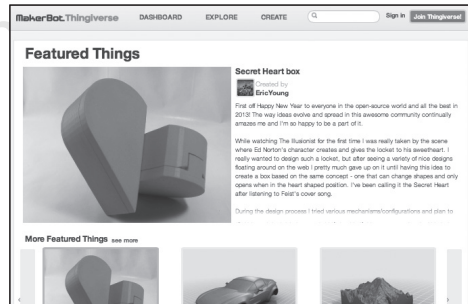 MakerBot.Thingiverse DASHBOARD EXPLORE CREATE Sign in Join Thingiverse!
Featured Things
Secret Heart box
Created by
EricYoung
First off Happy New Year to everyone in the open-source world and all the best in
2013! The way ideas evolve and spread in this awesome community continually
amazes me and I'm so happy to be a part of it.
While watching The Illusionist for the first time I was really taken by the scene
where Ed Norton's character creates and gives the locket to his sweetheart. I
really wanted to design such a locket, but after seeing a variety of nice designs
floating around on the web I pretty much gave up on it until having this idea to
create a box based on the same concept - one that can change shapes and only
opens when in the heart shaped position. I've been calling it the Secret Heart
after listening to Feist's cover song.
During the design process I tried various mechanisms/configurations and plan to
More Featured Things see more